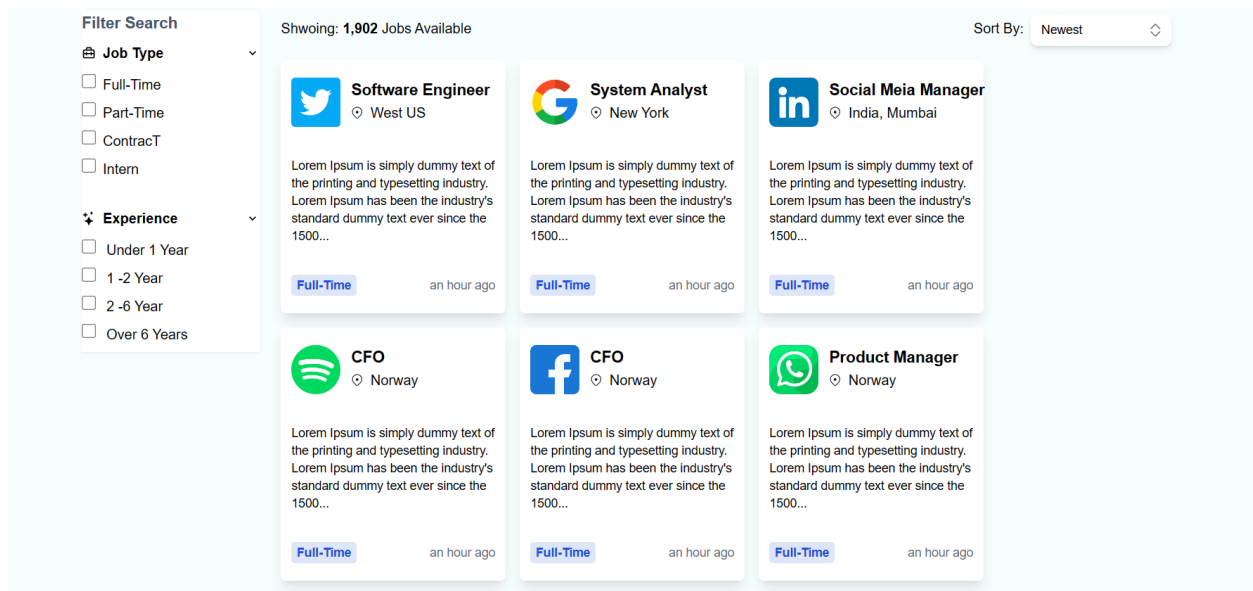 Filter Search
Job Type
Full-Time
Part-Time
ContracT
Intern
Experience
Under 1 Year
1 -2 Year
2 -6 Year
Over 6 Years
Shwoing: 1,902 Jobs Available
Sort By: Newest
Software Engineer
West US
Lorem Ipsum is simply dummy text of
the printing and typesetting industry.
Lorem Ipsum has been the industry's
standard dummy text ever since the
1500...
Full-Time an hour ago
System Analyst
New York
Lorem Ipsum is simply dummy text of
the printing and typesetting industry.
Lorem Ipsum has been the industry's
standard dummy text ever since the
1500...
Full-Time an hour ago
in
Social Meia Manager
India, Mumbai
Lorem Ipsum is simply dummy text of
the printing and typesetting industry.
Lorem Ipsum has been the industry's
standard dummy text ever since the
1500...
Full-Time an hour ago
CFO
Norway
Lorem Ipsum is simply dummy text of
the printing and typesetting industry.
Lorem Ipsum has been the industry's
standard dummy text ever since the
1500...
Full-Time an hour ago
CFO
Norway
Lorem Ipsum is simply dummy text of
the printing and typesetting industry.
Lorem Ipsum has been the industry's
standard dummy text ever since the
1500...
Full-Time an hour ago
Product Manager
Norway
Lorem Ipsum is simply dummy text of
the printing and typesetting industry.
Lorem Ipsum has been the industry's
standard dummy text ever since the
1500...
Full-Time an hour ago